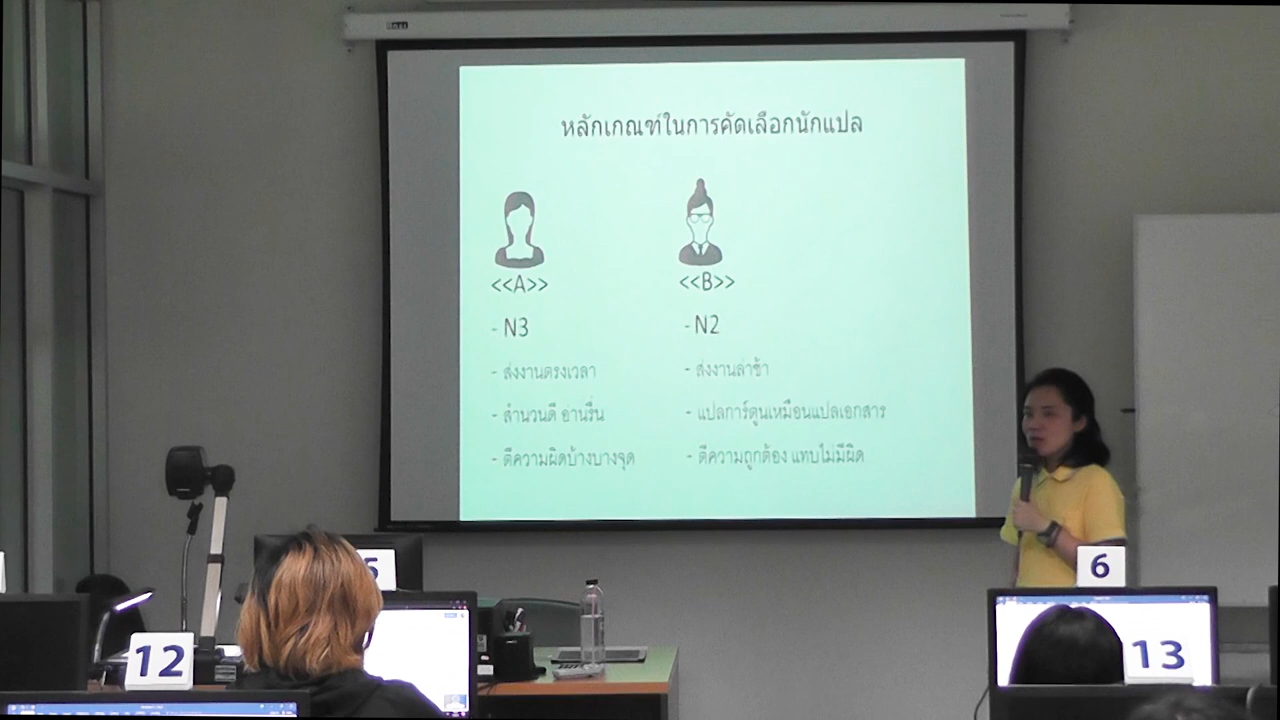 หลักเกณฑ์ในการคัดเลือกนักแปล
<<A>>
- N3
- ส่งงานตรงเวลา
- สำนวนดี อ่านรื่น
- ตีความผิดบ้างบางจุด
<<B>>
- N2
- ส่งงานล่าช้า
- แปลการ์ตูนเหมือนแปลเอกสาร
- ตีความถูกต้อง แทบไม่มีผิด
5
6
12
13